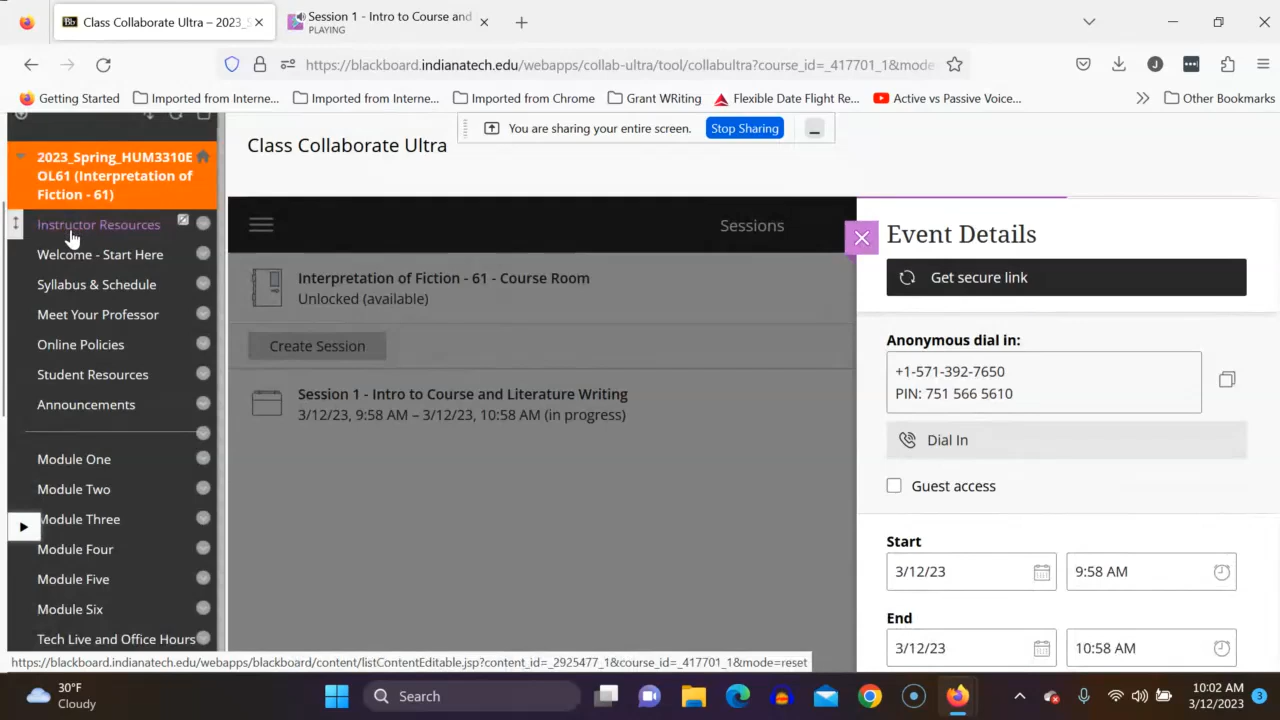 Class Collaborate Ultra – 2023_S
Session 1 - Intro to Course and
PLAYING
https://blackboard.indianatech.edu/webapps/collab-ultra/tool/collabultra?course_id=_417701_1&mode=
Getting Started
Imported from Interne...
Imported from Interne...
Imported from Chrome
Grant WRiting
Flexible Date Flight Re...
Active vs Passive Voice...
Other Bookmarks
You are sharing your entire screen.
Stop Sharing
2023_Spring_HUM3310E
OL61 (Interpretation of
Fiction - 61)
Instructor Resources
Welcome - Start Here
Syllabus & Schedule
Meet Your Professor
Online Policies
Student Resources
Announcements
Module One
Module Two
Module Three
Module Four
Module Five
Module Six
Tech Live and Office Hours
Class Collaborate Ultra
Sessions
Interpretation of Fiction - 61 - Course Room
Unlocked (available)
Create Session
Session 1 - Intro to Course and Literature Writing
3/12/23, 9:58 AM – 3/12/23, 10:58 AM (in progress)
Event Details
Get secure link
Anonymous dial in:
+1-571-392-7650
PIN: 751 566 5610
Dial In
Guest access
Start
3/12/23
9:58 AM
End
3/12/23
10:58 AM
https://blackboard.indianatech.edu/webapps/blackboard/content/listContentEditable.jsp?content_id=_2925477_1&course_id=_417701_1&mode=reset
30°F
Cloudy
Search
10:02 AM
3/12/2023
3